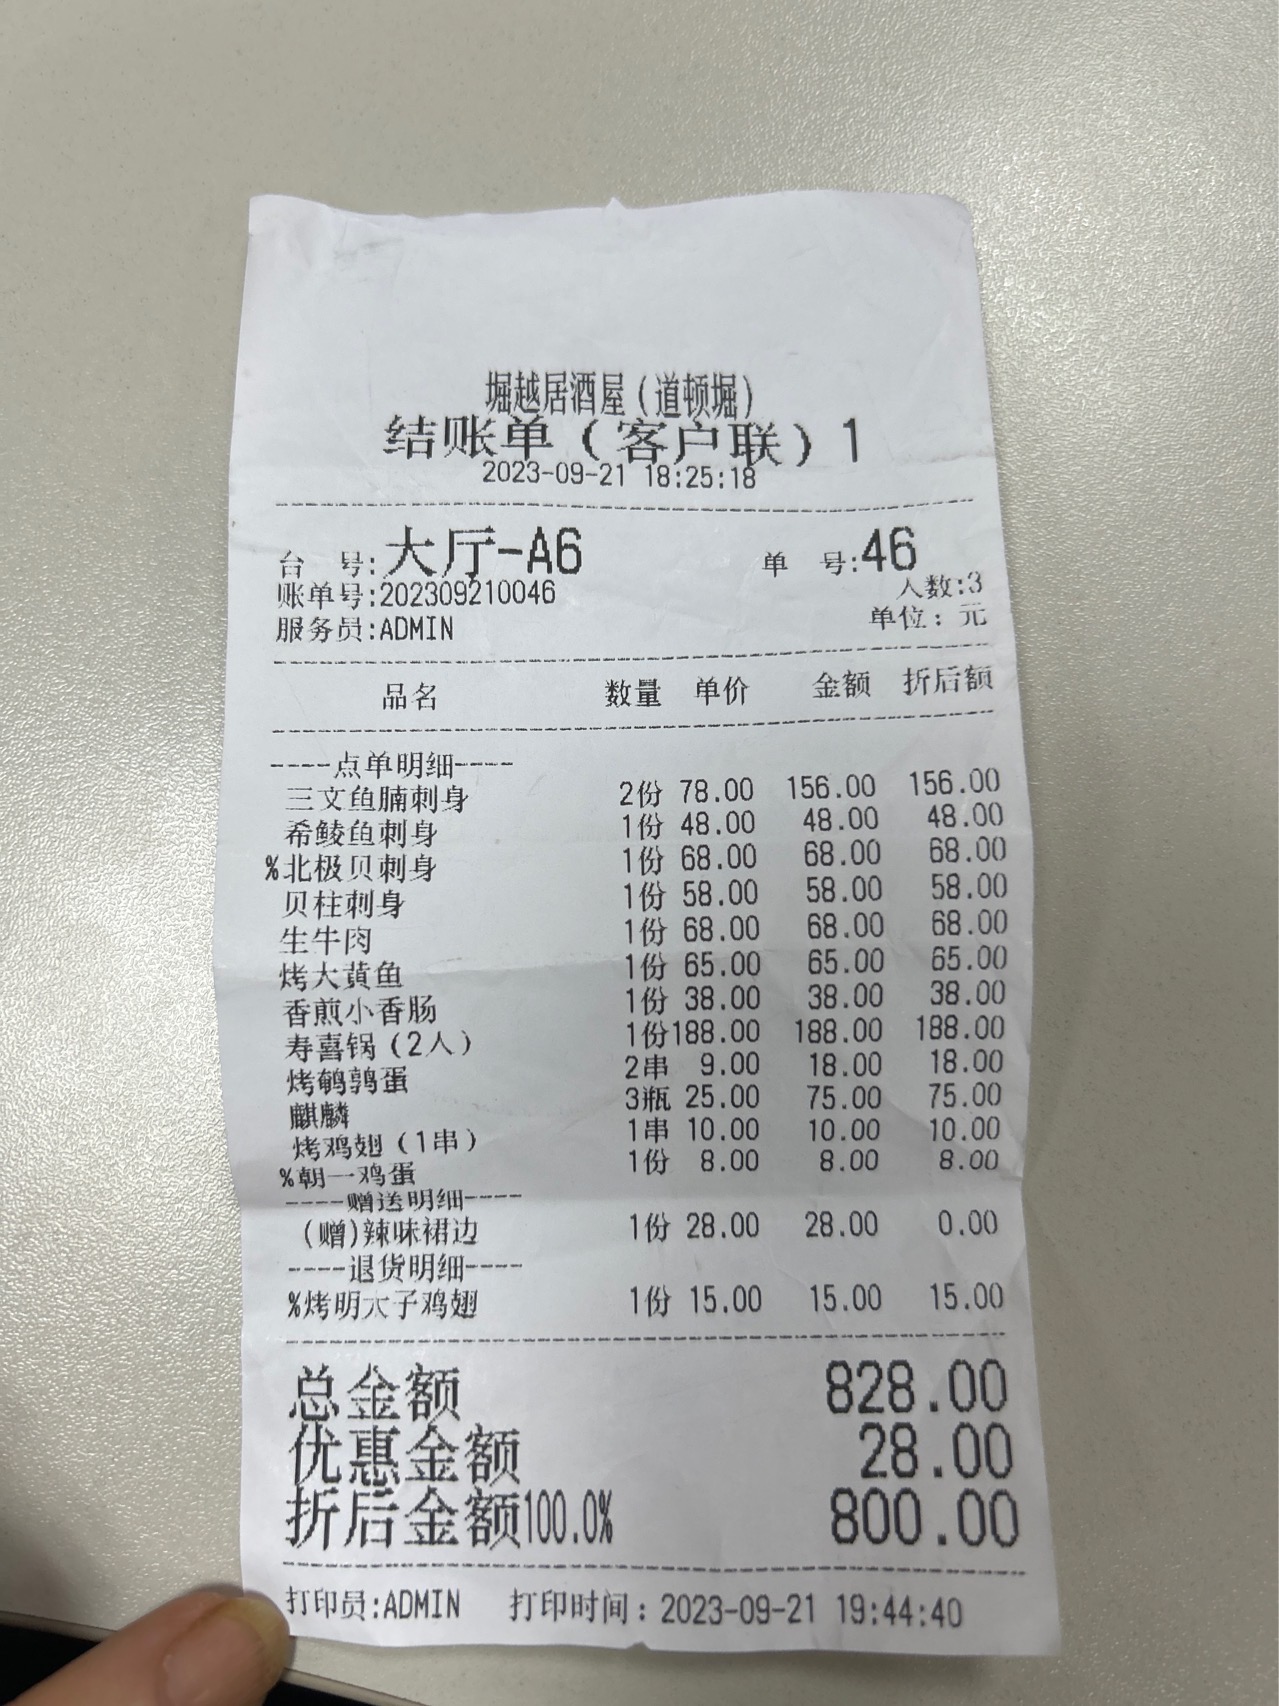 堀越居酒屋(道顿堀)
结账单(客户联)1
2023-09-21 18:25:18
台 号:大厅-A6 单 号:46
账单号:202309210046 人数:3
服务员:ADMIN 单位: 元
品名 数量 单价 金额 折后额
----点单明细----
三文鱼腩刺身 2份 78.00 156.00 156.00
希鲮鱼刺身 1份 48.00 48.00 48.00
%北极贝刺身 1份 68.00 68.00 68.00
贝柱刺身 1份 58.00 58.00 58.00
生牛肉 1份 68.00 68.00 68.00
烤大黄鱼 1份 65.00 65.00 65.00
香煎小香肠 1份 38.00 38.00 38.00
寿喜锅(2人) 1份 188.00 188.00 188.00
烤鹌鹑蛋 2串 9.00 18.00 18.00
麒麟 3瓶 25.00 75.00 75.00
烤鸡翅(1串) 1串 10.00 10.00 10.00
%朝一鸡蛋 1份 8.00 8.00 8.00
----赠送明细----
(赠)辣味裙边 1份 28.00 28.00 0.00
----退货明细----
%烤明太子鸡翅 1份 15.00 15.00 15.00
总金额 828.00
优惠金额 28.00
折后金额100.0% 800.00
打印员:ADMIN 打印时间: 2023-09-21 19:44:40